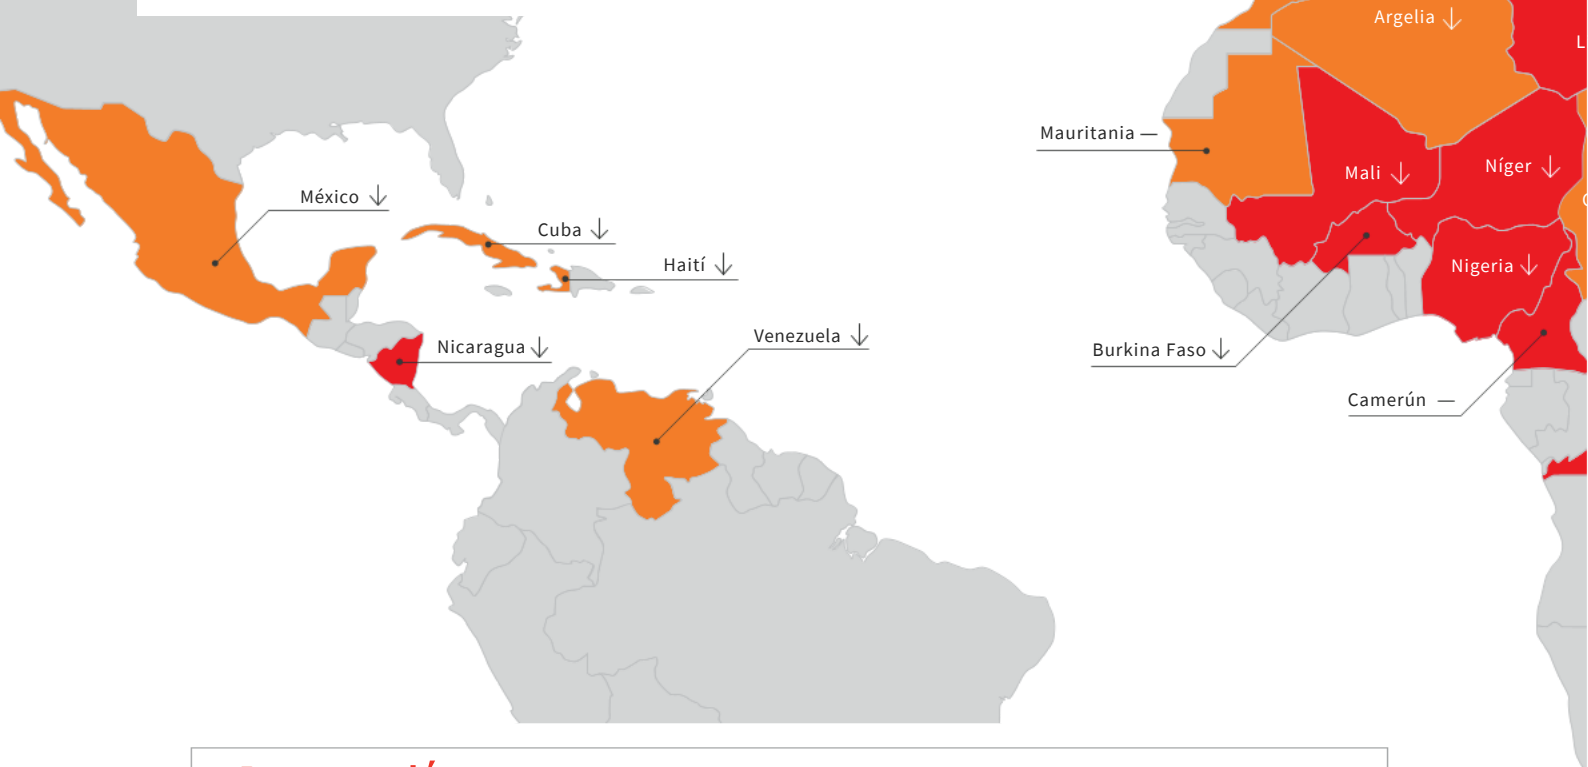 Argelia ↓
L
Mauritania —
Mali ↓
Níger ↓
México ↓
Cuba ↓
Haití ↓
Nigeria ↓
Nicaragua ↓
Venezuela ↓
Burkina Faso ↓
Camerún —